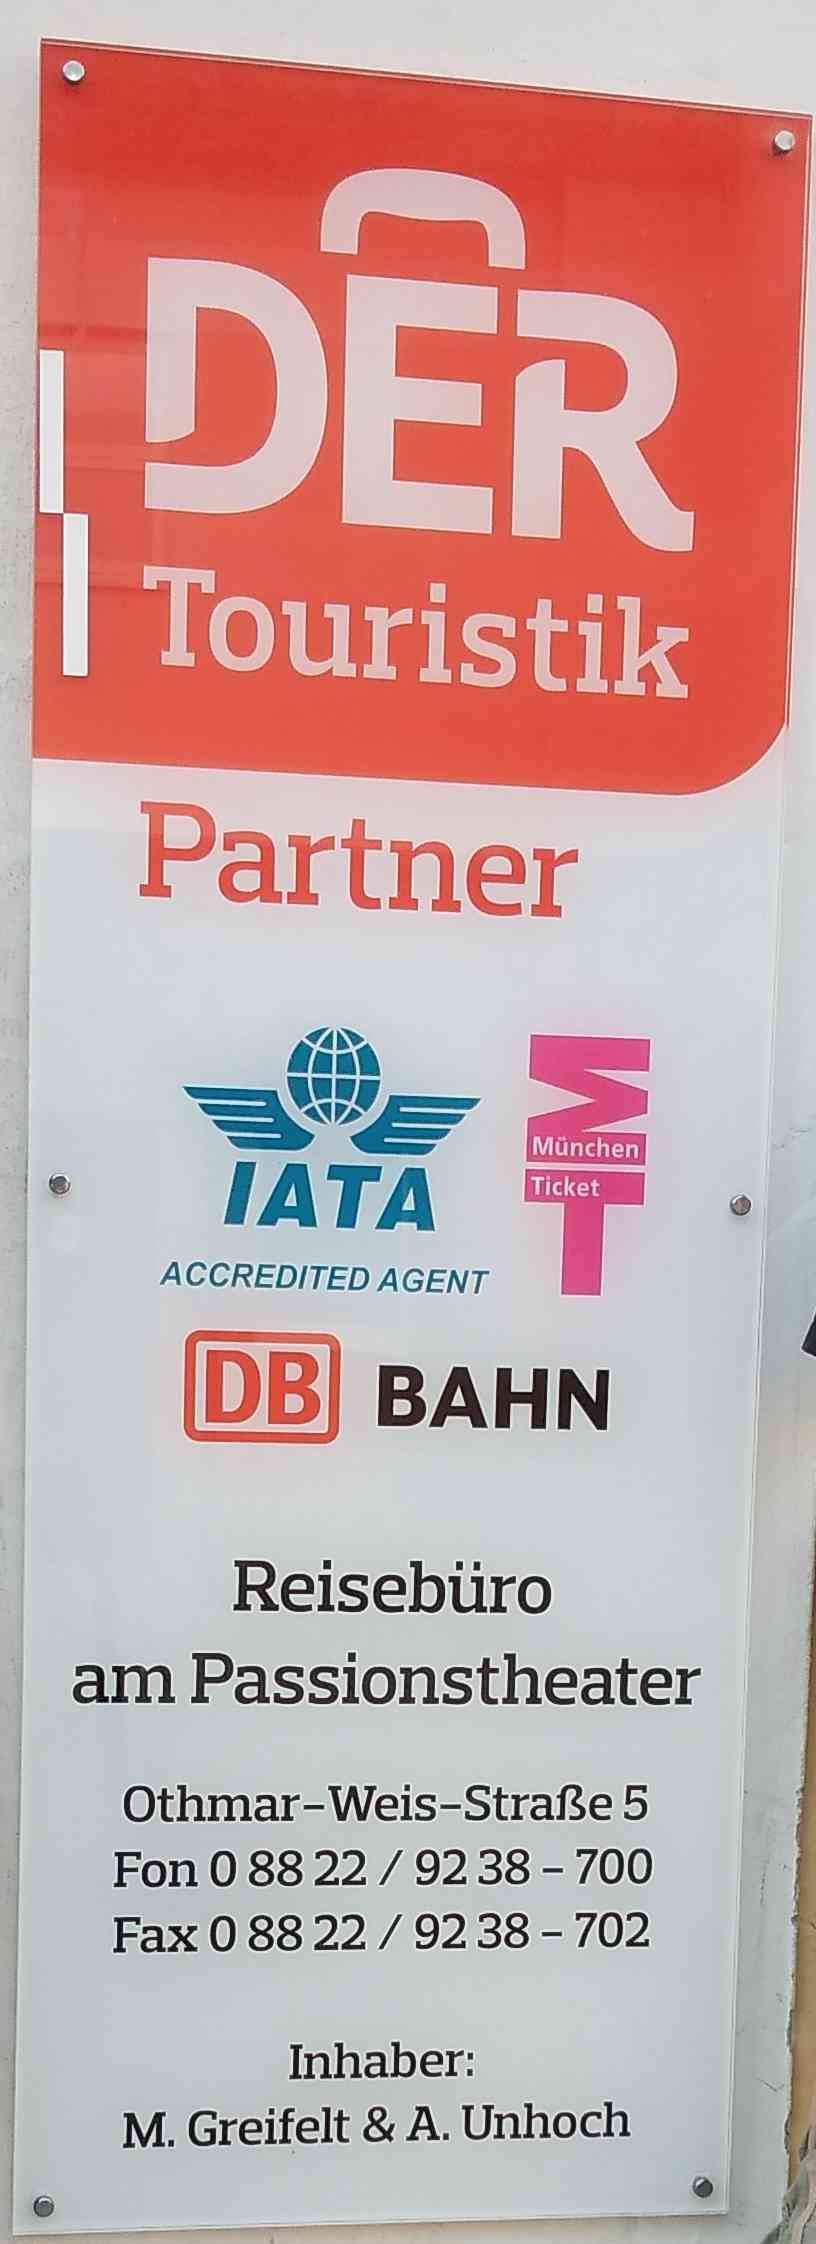 DER
Touristik
Partner
IATA
ACCREDITED AGENT
M
München
Ticket
T
DB BAHN
Reisebüro
am Passionstheater
Othmar-Weis-Straße 5
Fon 0 88 22 / 92 38 - 700
Fax 0 88 22 / 92 38 - 702
Inhaber:
M. Greifelt & A. Unhoch